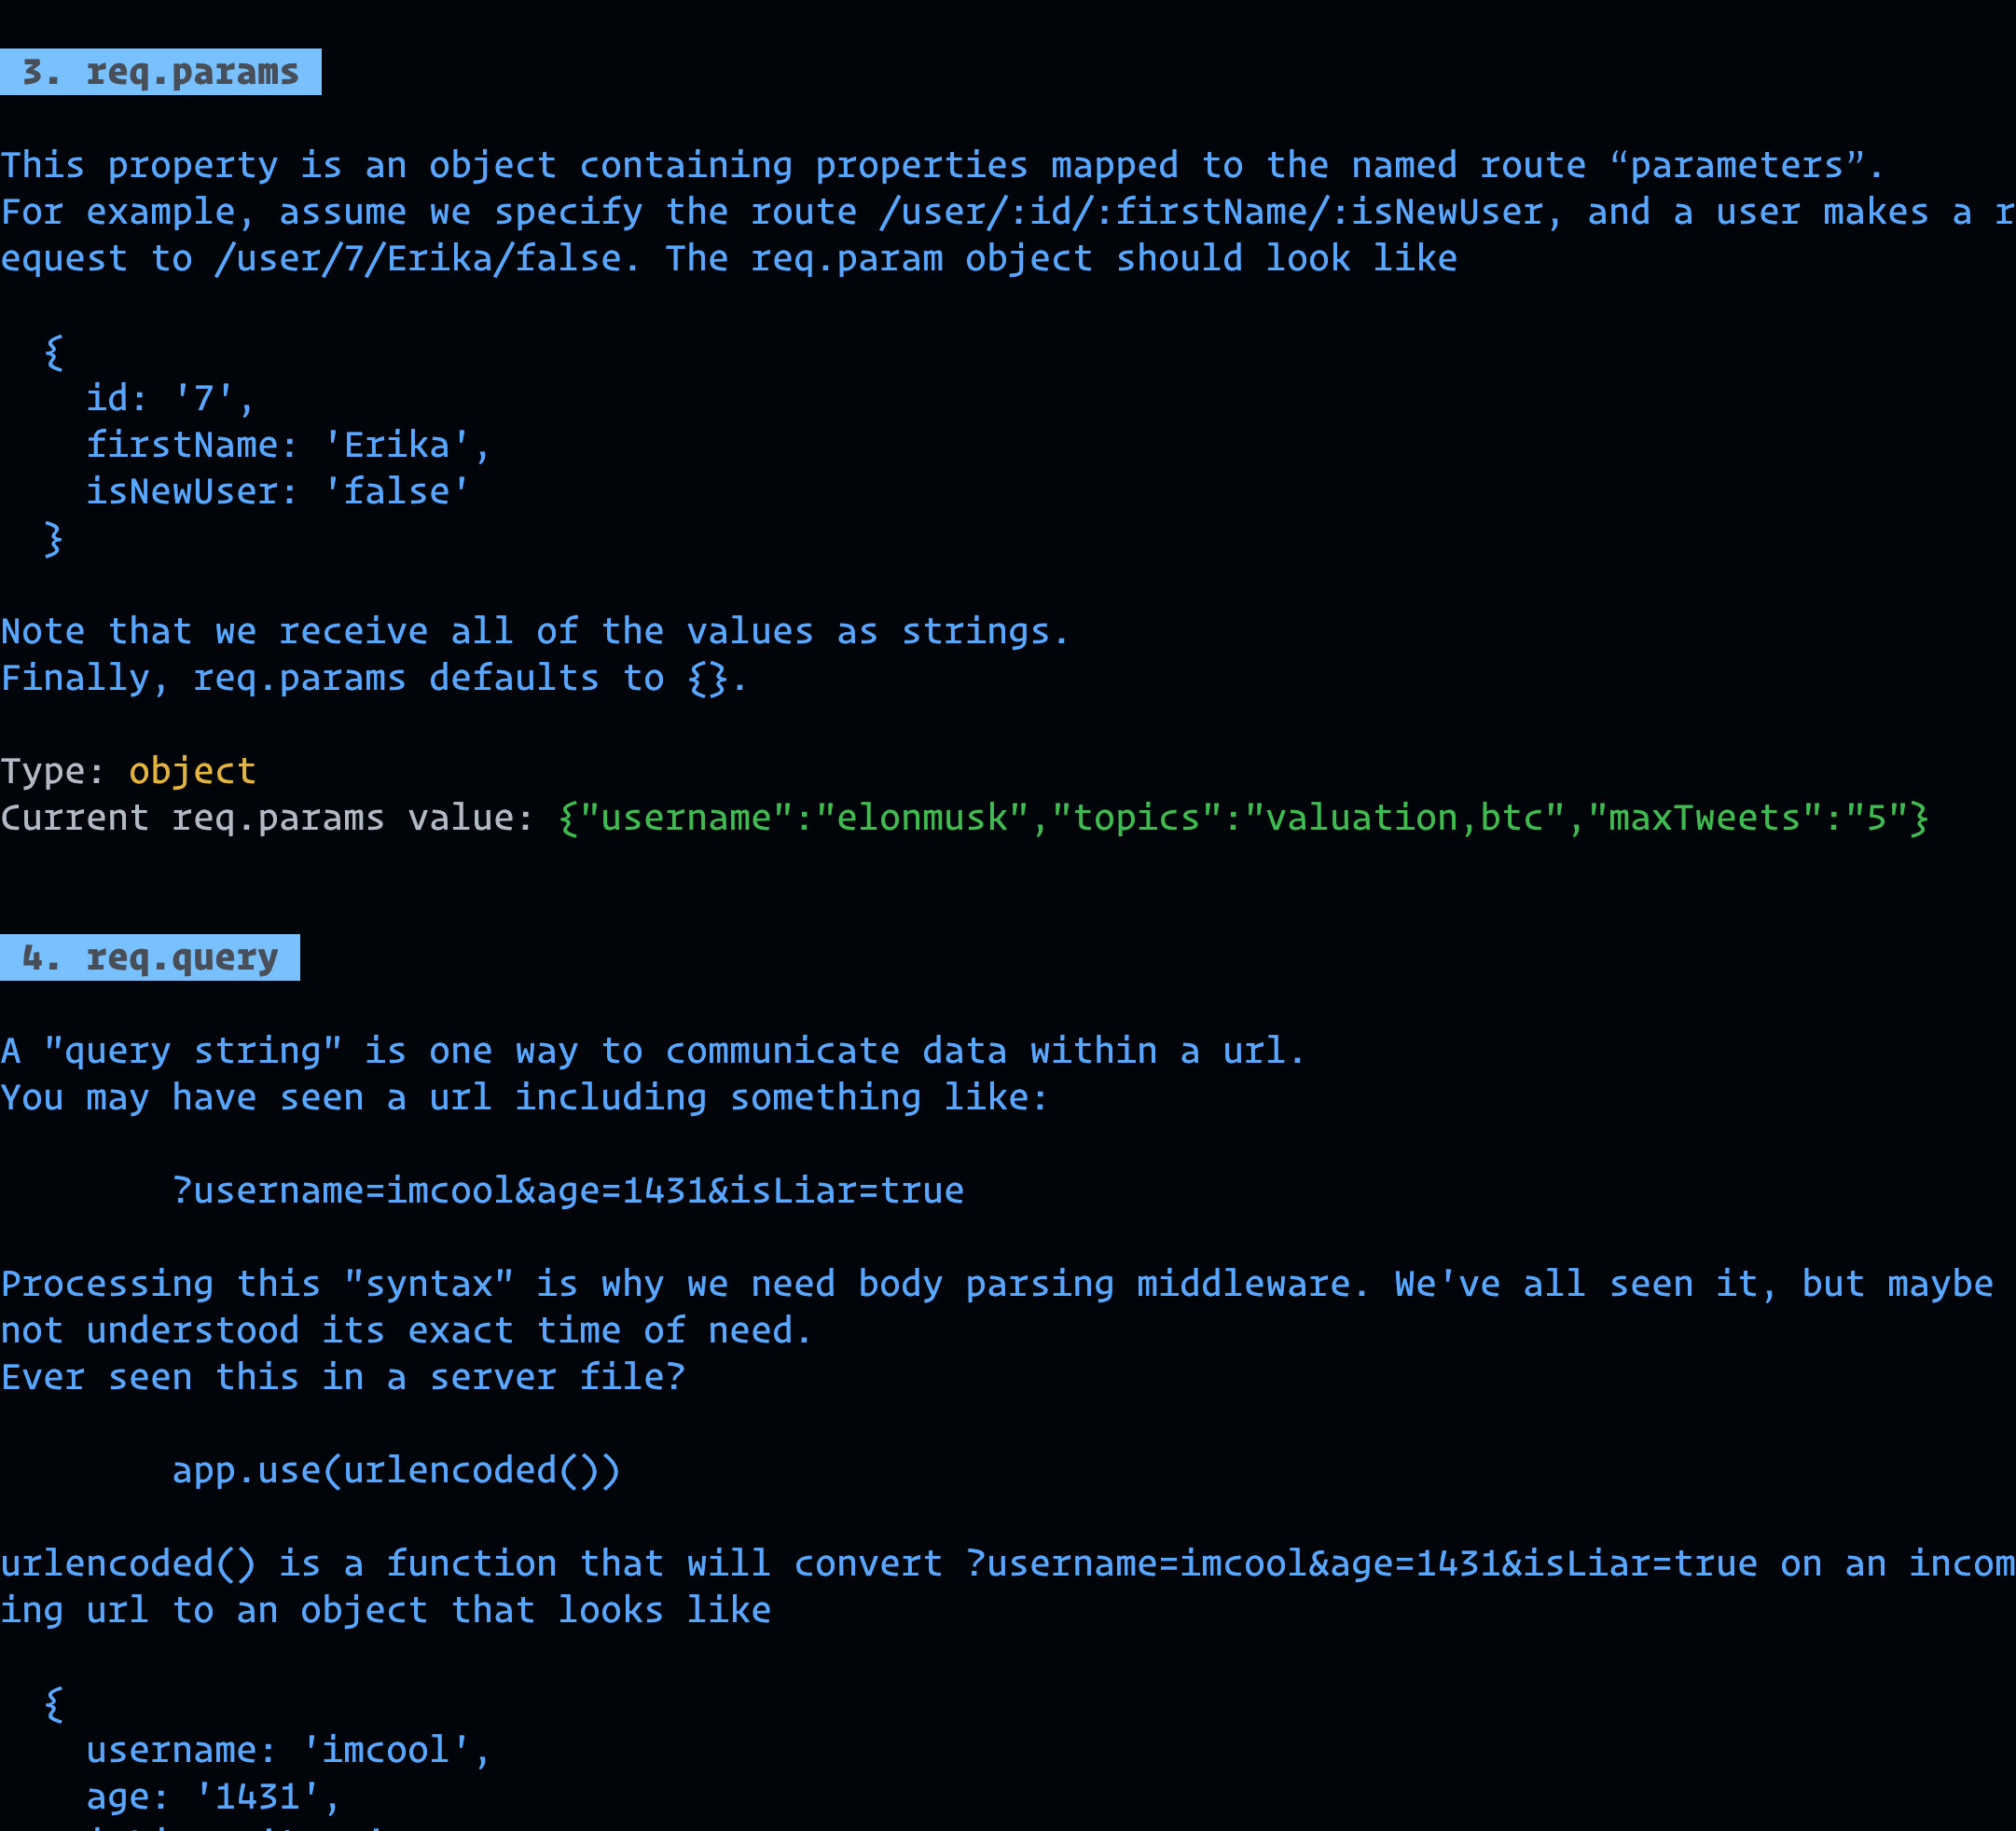 3. req.params
This property is an object containing properties mapped to the named route “parameters”.
For example, assume we specify the route /user/:id/:firstName/:isNewUser, and a user makes a r
equest to /user/7/Erika/false. The req.param object should look like
{
id: '7',
firstName: 'Erika',
isNewUser: 'false'
}
Note that we receive all of the values as strings.
Finally, req.params defaults to {}.
Type: object
Current req.params value: {"username":"elonmusk","topics":"valuation,btc","maxTweets":"5"}
4. req.query
A "query string" is one way to communicate data within a url.
You may have seen a url including something like:
?username=imcool&age=1431&isLiar=true
Processing this "syntax" is why we need body parsing middleware. We've all seen it, but maybe
not understood its exact time of need.
Ever seen this in a server file?
app.use(urlencoded())
urlencoded() is a function that will convert ?username=imcool&age=1431&isLiar=true on an incom
ing url to an object that looks like
{
username: 'imcool',
age: '1431',